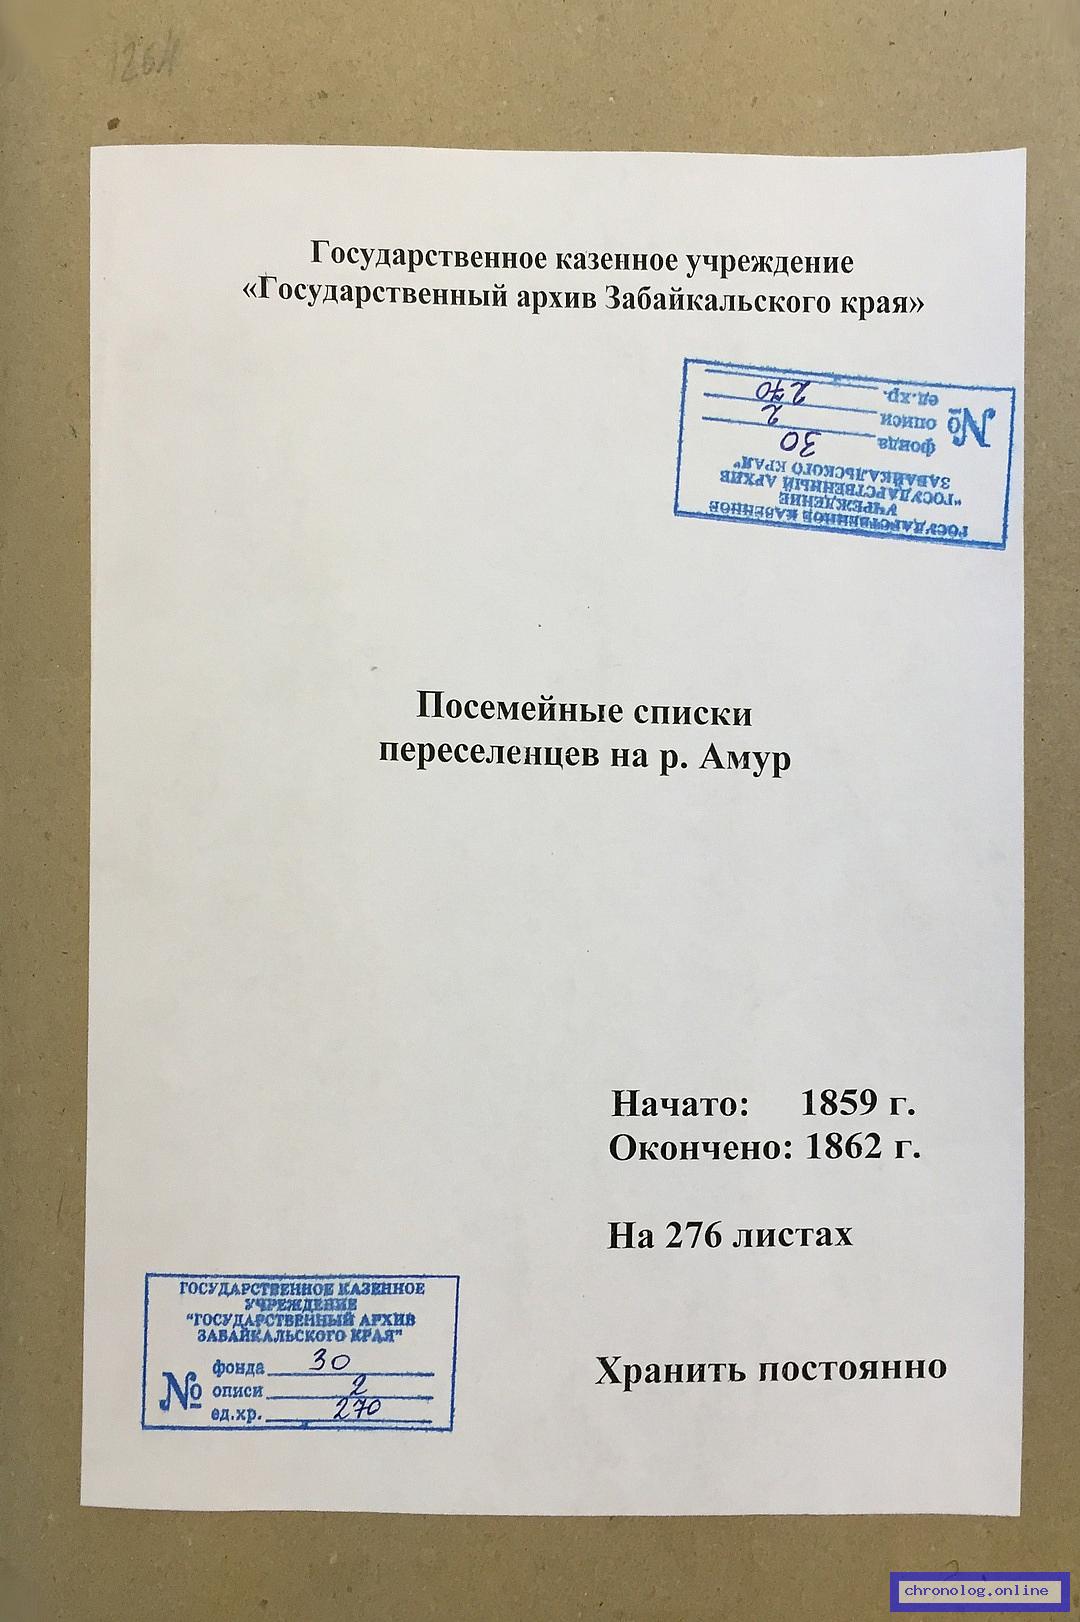 1264
Государственное казенное учреждение
«Государственный архив Забайкальского края»
ГОСУДАРСТВЕННОЕ КАЗЕННОЕ
УЧРЕЖДЕНИЕ
"ГОСУДАРСТВЕННЫЙ АРХИВ
ЗАБАЙКАЛЬСКОГО КРАЯ"
№
фонда 30
описи 2
ед.хр. 270
Посемейные списки
переселенцев на р. Амур
Начато: 1859 г.
Окончено: 1862 г.
На 276 листах
ГОСУДАРСТВЕННОЕ КАЗЕННОЕ
УЧРЕЖДЕНИЕ
"ГОСУДАРСТВЕННЫЙ АРХИВ
ЗАБАЙКАЛЬСКОГО КРАЯ"
№
фонда 30
описи 2
ед.хр. 270
Хранить постоянно
chronolog.online